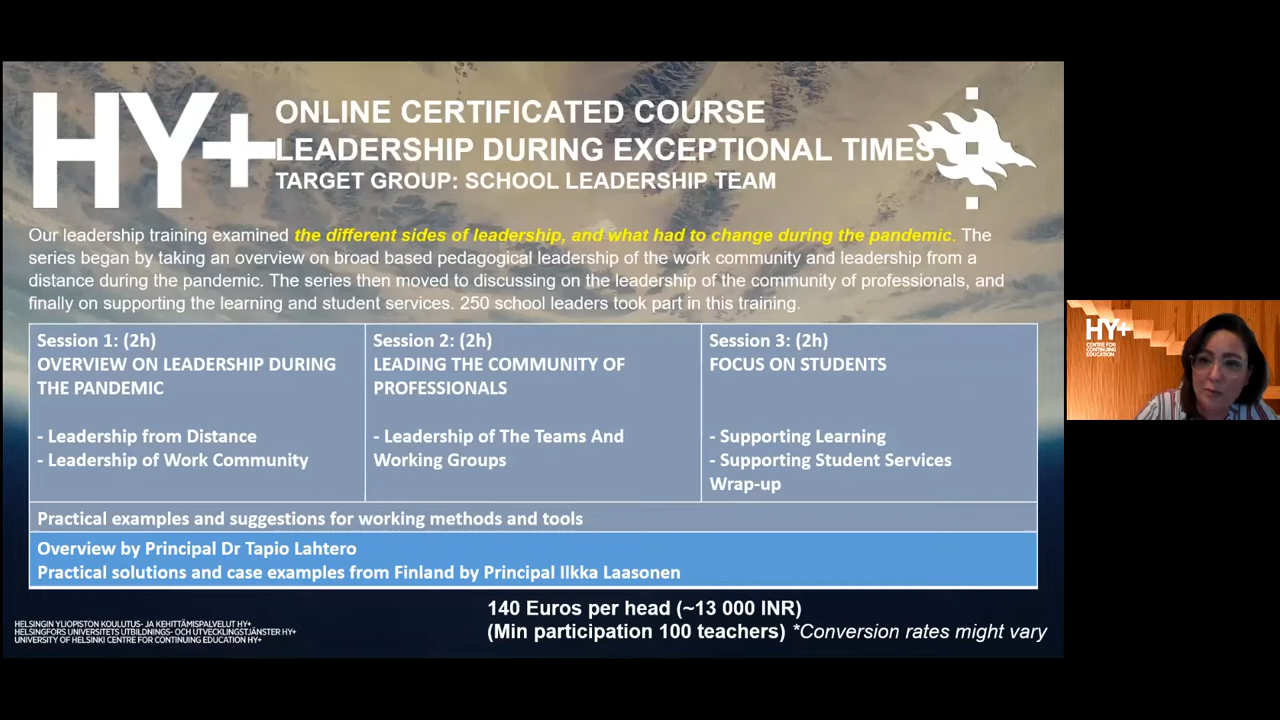 HY+
ONLINE CERTIFICATED COURSE
LEADERSHIP DURING EXCEPTIONAL TIMES
TARGET GROUP: SCHOOL LEADERSHIP TEAM
Our leadership training examined the different sides of leadership, and what had to change during the pandemic. The
series began by taking an overview on broad based pedagogical leadership of the work community and leadership from a
distance during the pandemic. The series then moved to discussing on the leadership of the community of professionals, and
finally on supporting the learning and student services. 250 school leaders took part in this training.
Session 1: (2h)
OVERVIEW ON LEADERSHIP DURING
THE PANDEMIC
- Leadership from Distance
- Leadership of Work Community
Session 2: (2h)
LEADING THE COMMUNITY OF
PROFESSIONALS
- Leadership of The Teams And
Working Groups
Session 3: (2h)
FOCUS ON STUDENTS
- Supporting Learning
- Supporting Student Services
Wrap-up
Practical examples and suggestions for working methods and tools
Overview by Principal Dr Tapio Lahtero
Practical solutions and case examples from Finland by Principal Ilkka Laasonen
140 Euros per head (~13 000 INR)
(Min participation 100 teachers) *Conversion rates might vary
HELSINGIN YLIOPISTON KOULUTUS- JA KEHITTÄMISPALVELUT HY+
HELSINGFORS UNIVERSITETS UTBILDNINGS- OCH UTVECKLINGSTJÄNSTER HY+
UNIVERSITY OF HELSINKI CENTRE FOR CONTINUING EDUCATION HY+
HY+
CENTRE FOR
CONTINUING
EDUCATION